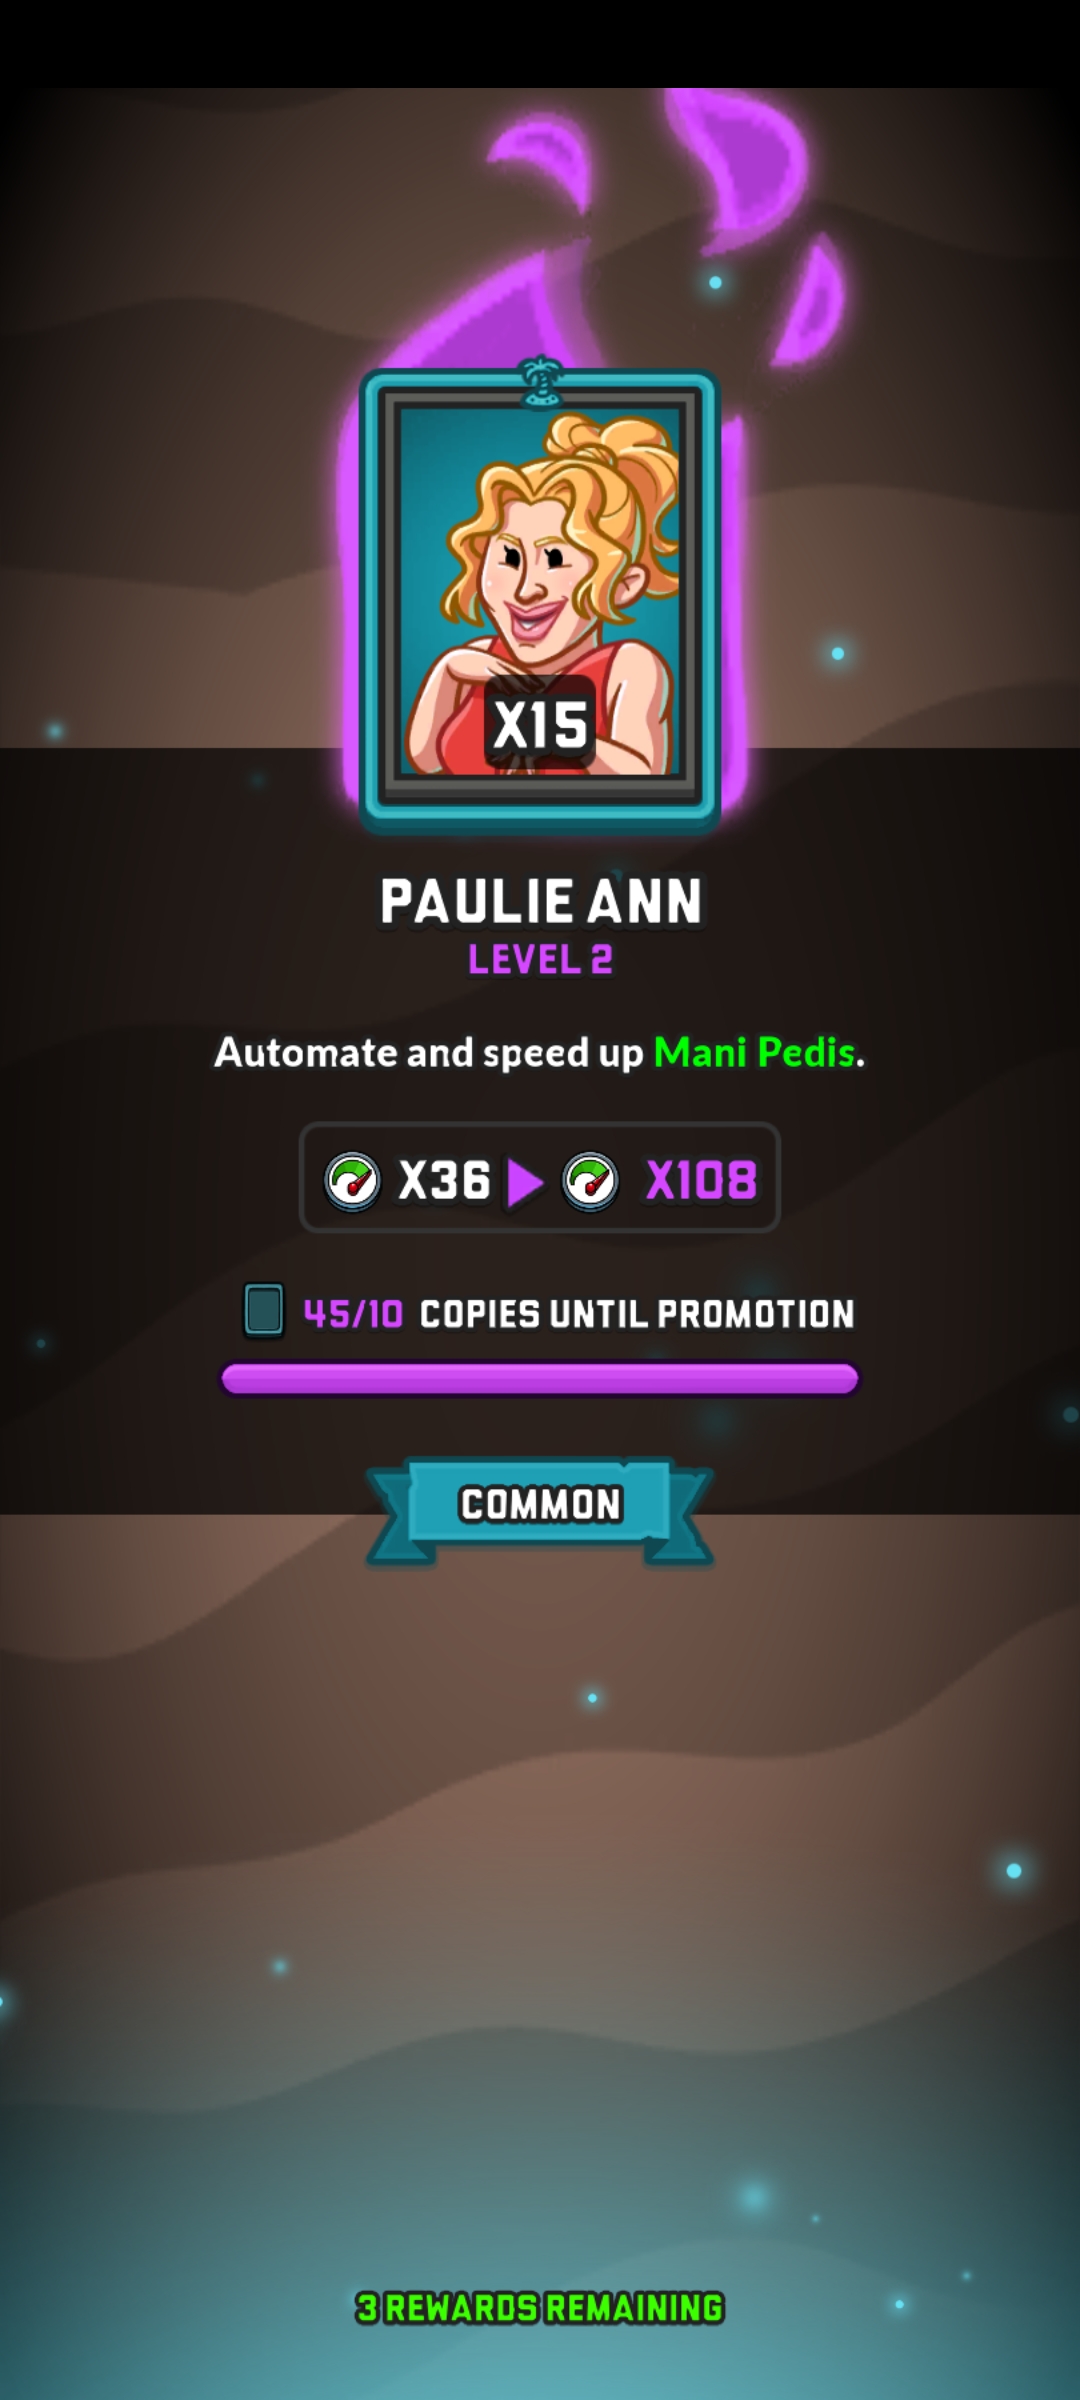 X15
PAULIE ANN
LEVEL 2
Automate and speed up Mani Pedis.
X36 X108
45/10 COPIES UNTIL PROMOTION
COMMON
3 REWARDS REMAINING